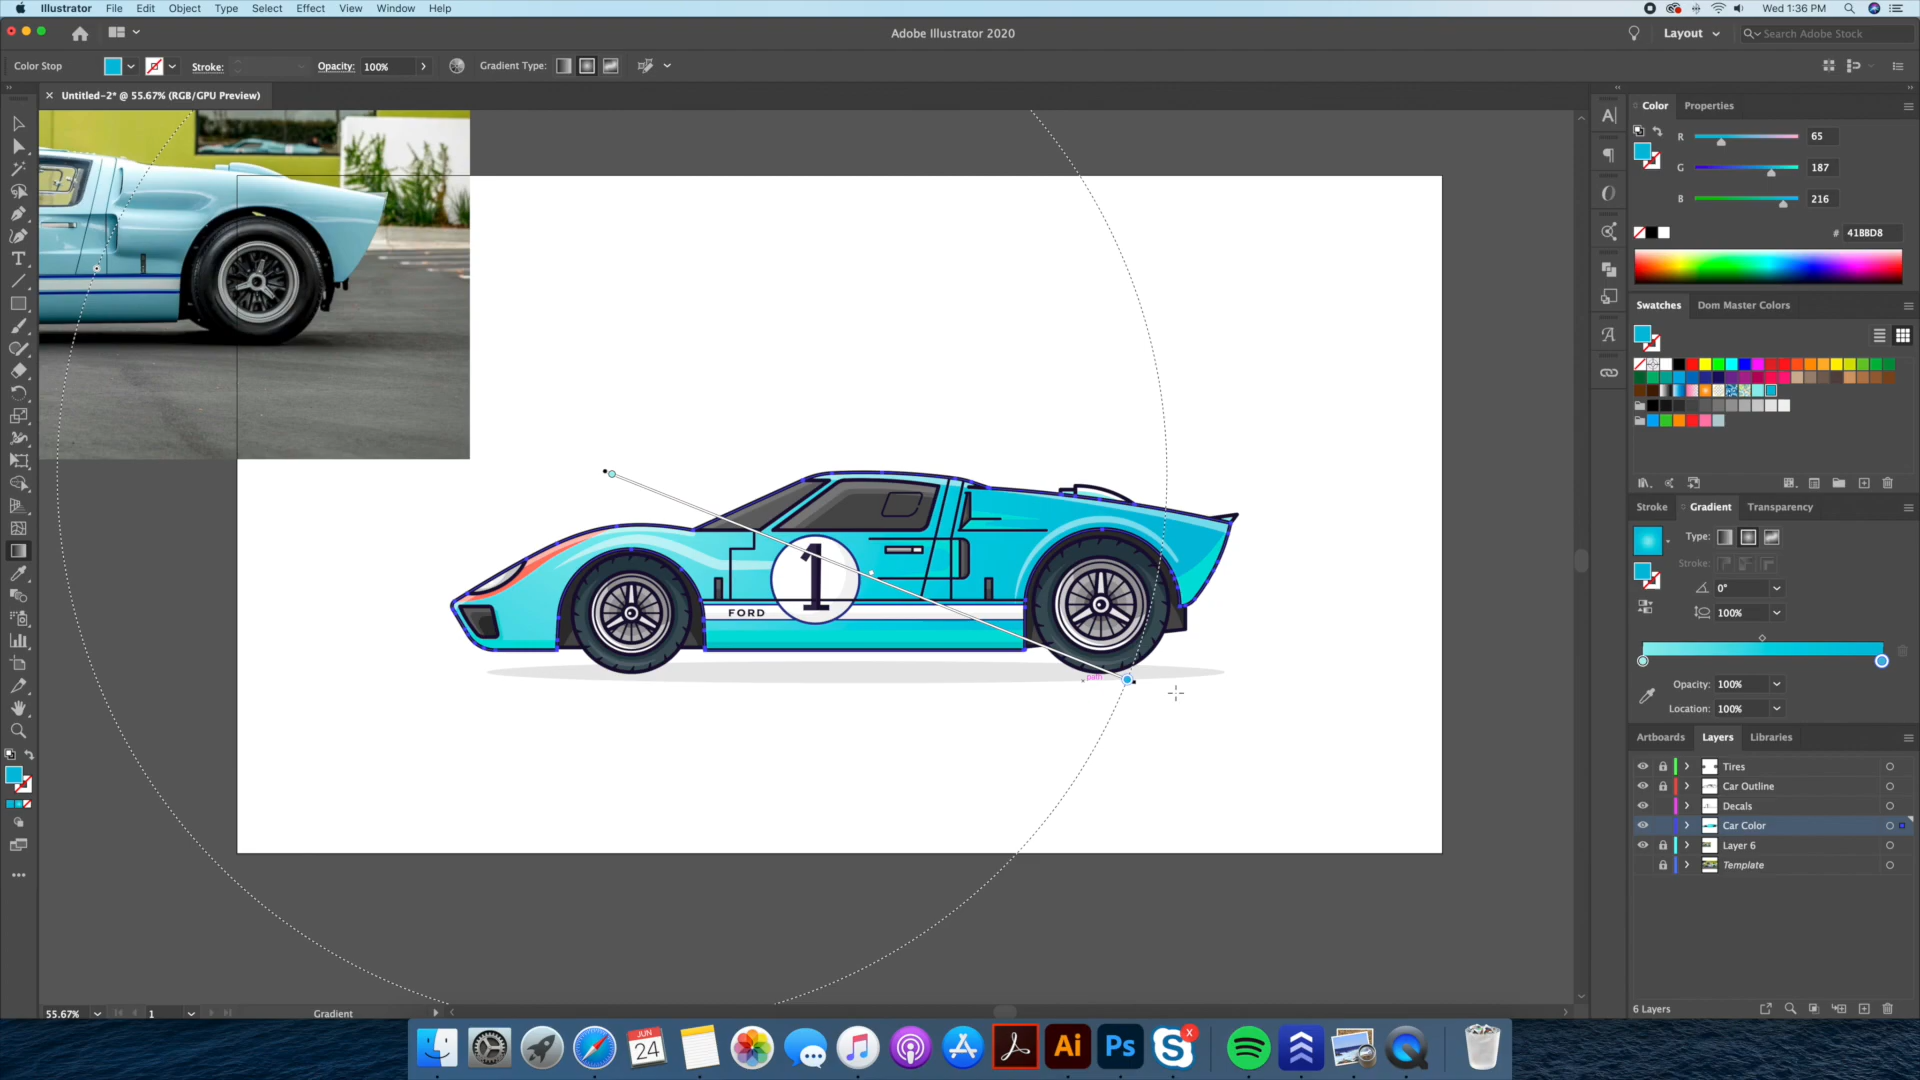 Illustrator File Edit Object Type Select Effect View Window Help Wed 1:36 PM
Adobe Illustrator 2020 Layout Search Adobe Stock
Color Stop Stroke: Opacity: 100% Gradient Type:
Untitled-2* @ 55.67% (RGB/GPU Preview)
Color Properties
R 65
G 187
B 216
# 41BBD8
Swatches Dom Master Colors
Stroke Gradient Transparency
Type:
Stroke:
0°
100%
Opacity: 100%
Location: 100%
Artboards Layers Libraries
Tires
Car Outline
Decals
Car Color
Layer 6
Template
6 Layers
1
FORD
path
55.67% 1 Gradient
JUN
24
Ai
Ps
S
x